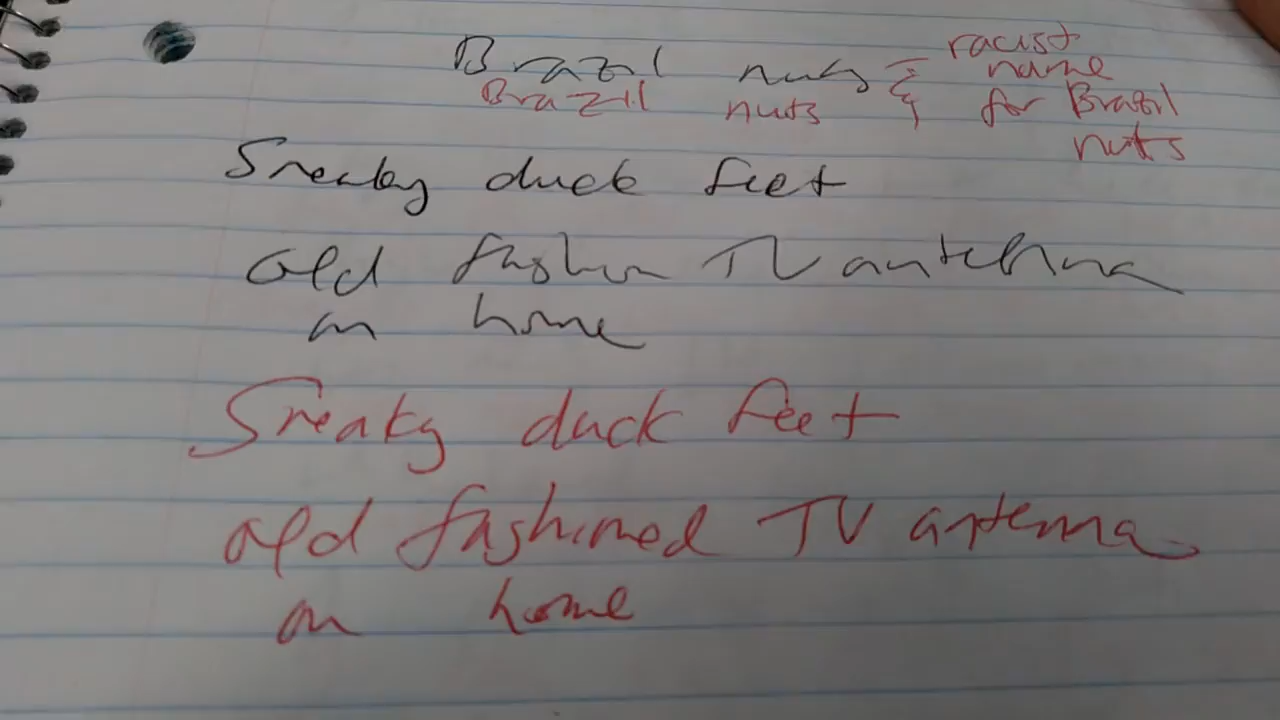 Brazil nuts & racist
Brazil nuts name
for Brazil
nuts
Sneaky duck feet
old fashion TV antenna
on home
Sneaky duck feet
old fashioned TV antenna
on home